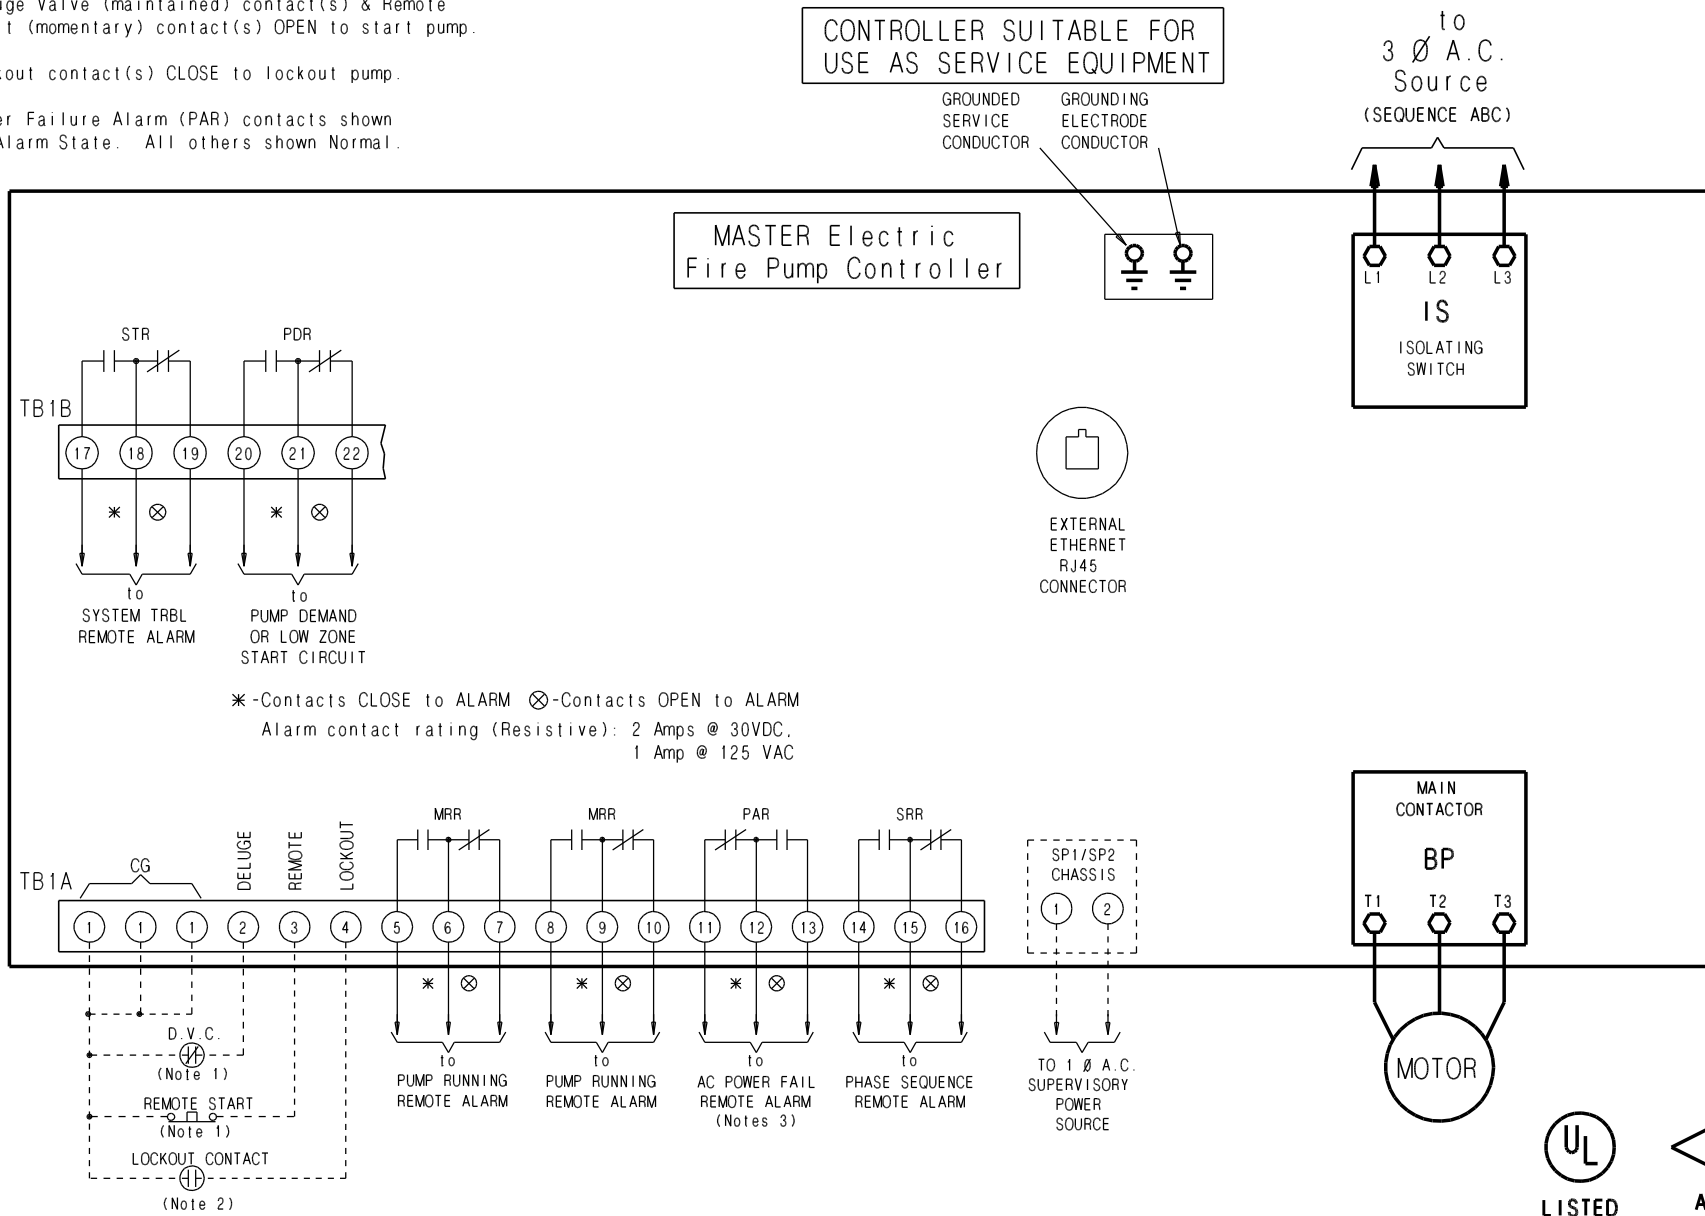 (maintained) contact(s) & Remote
(momentary) contact(s) OPEN to start pump.
contact(s) CLOSE to lockout pump.
Failure Alarm (PAR) contacts shown
Alarm State. All others shown Normal.
CONTROLLER SUITABLE FOR
USE AS SERVICE EQUIPMENT
GROUNDED
SERVICE
CONDUCTOR
GROUNDING
ELECTRODE
CONDUCTOR
to
3 Ø A.C.
Source
(SEQUENCE ABC)
MASTER Electric
Fire Pump Controller
L1 L2 L3
IS
ISOLATING
SWITCH
STR PDR
TB1B
17 18 19 20 21 22
to
SYSTEM TRBL
REMOTE ALARM
to
PUMP DEMAND
OR LOW ZONE
START CIRCUIT
EXTERNAL
ETHERNET
RJ45
CONNECTOR
* -Contacts CLOSE to ALARM ⊗-Contacts OPEN to ALARM
Alarm contact rating (Resistive): 2 Amps @ 30VDC,
1 Amp @ 125 VAC
MAIN
CONTACTOR
BP
T1 T2 T3
TB1A
CG
DELUGE
REMOTE
LOCKOUT
MRR MRR PAR SRR
SP1/SP2
CHASSIS
1 1 1 2 3 4 5 6 7 8 9 10 11 12 13 14 15 16
1 2
D.V.C.
(Note 1)
REMOTE START
(Note 1)
LOCKOUT CONTACT
(Note 2)
to
PUMP RUNNING
REMOTE ALARM
to
PUMP RUNNING
REMOTE ALARM
to
AC POWER FAIL
REMOTE ALARM
(Notes 3)
to
PHASE SEQUENCE
REMOTE ALARM
TO 1 Ø A.C.
SUPERVISORY
POWER
SOURCE
MOTOR
UL
LISTED